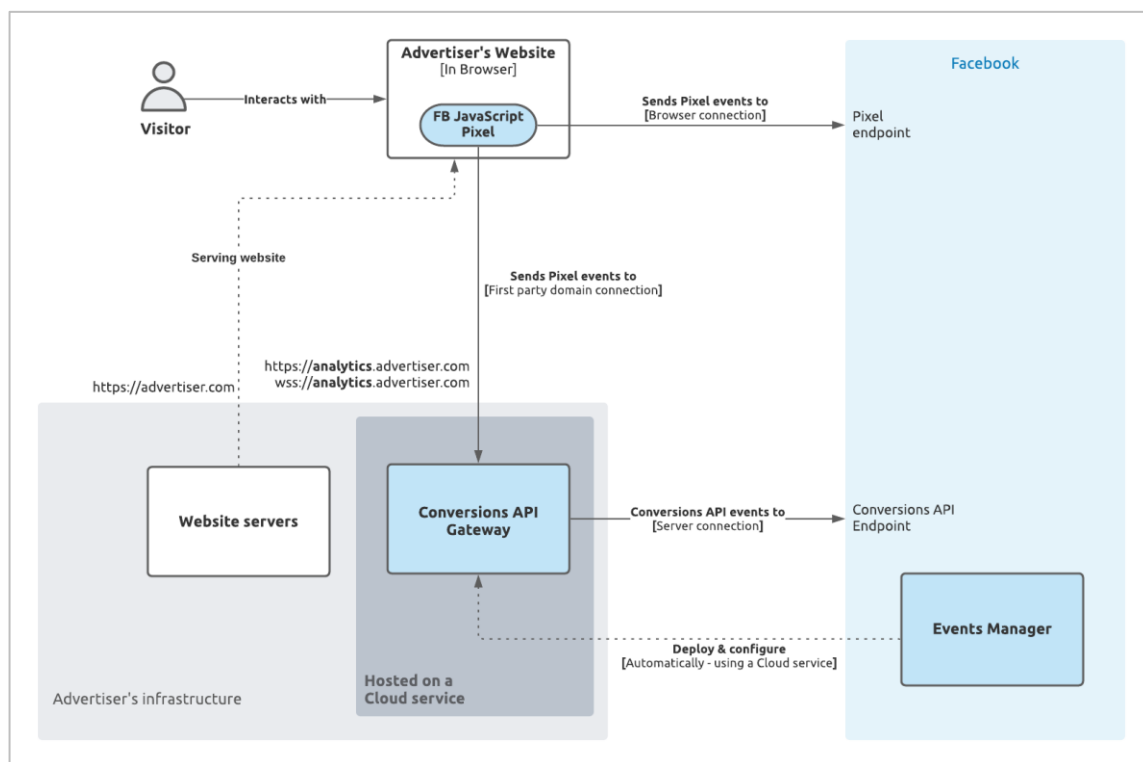 Advertiser's Website
[In Browser]
Facebook
Interacts with
Visitor
FB JavaScript
Pixel
Sends Pixel events to
[Browser connection]
Pixel
endpoint
Serving website
Sends Pixel events to
[First party domain connection]
https://advertiser.com
https://analytics.advertiser.com
wss://analytics.advertiser.com
Website servers
Conversions API
Gateway
Conversions API events to
[Server connection]
Conversions API
Endpoint
Events Manager
Deploy & configure
[Automatically - using a Cloud service]
Advertiser's infrastructure
Hosted on a
Cloud service